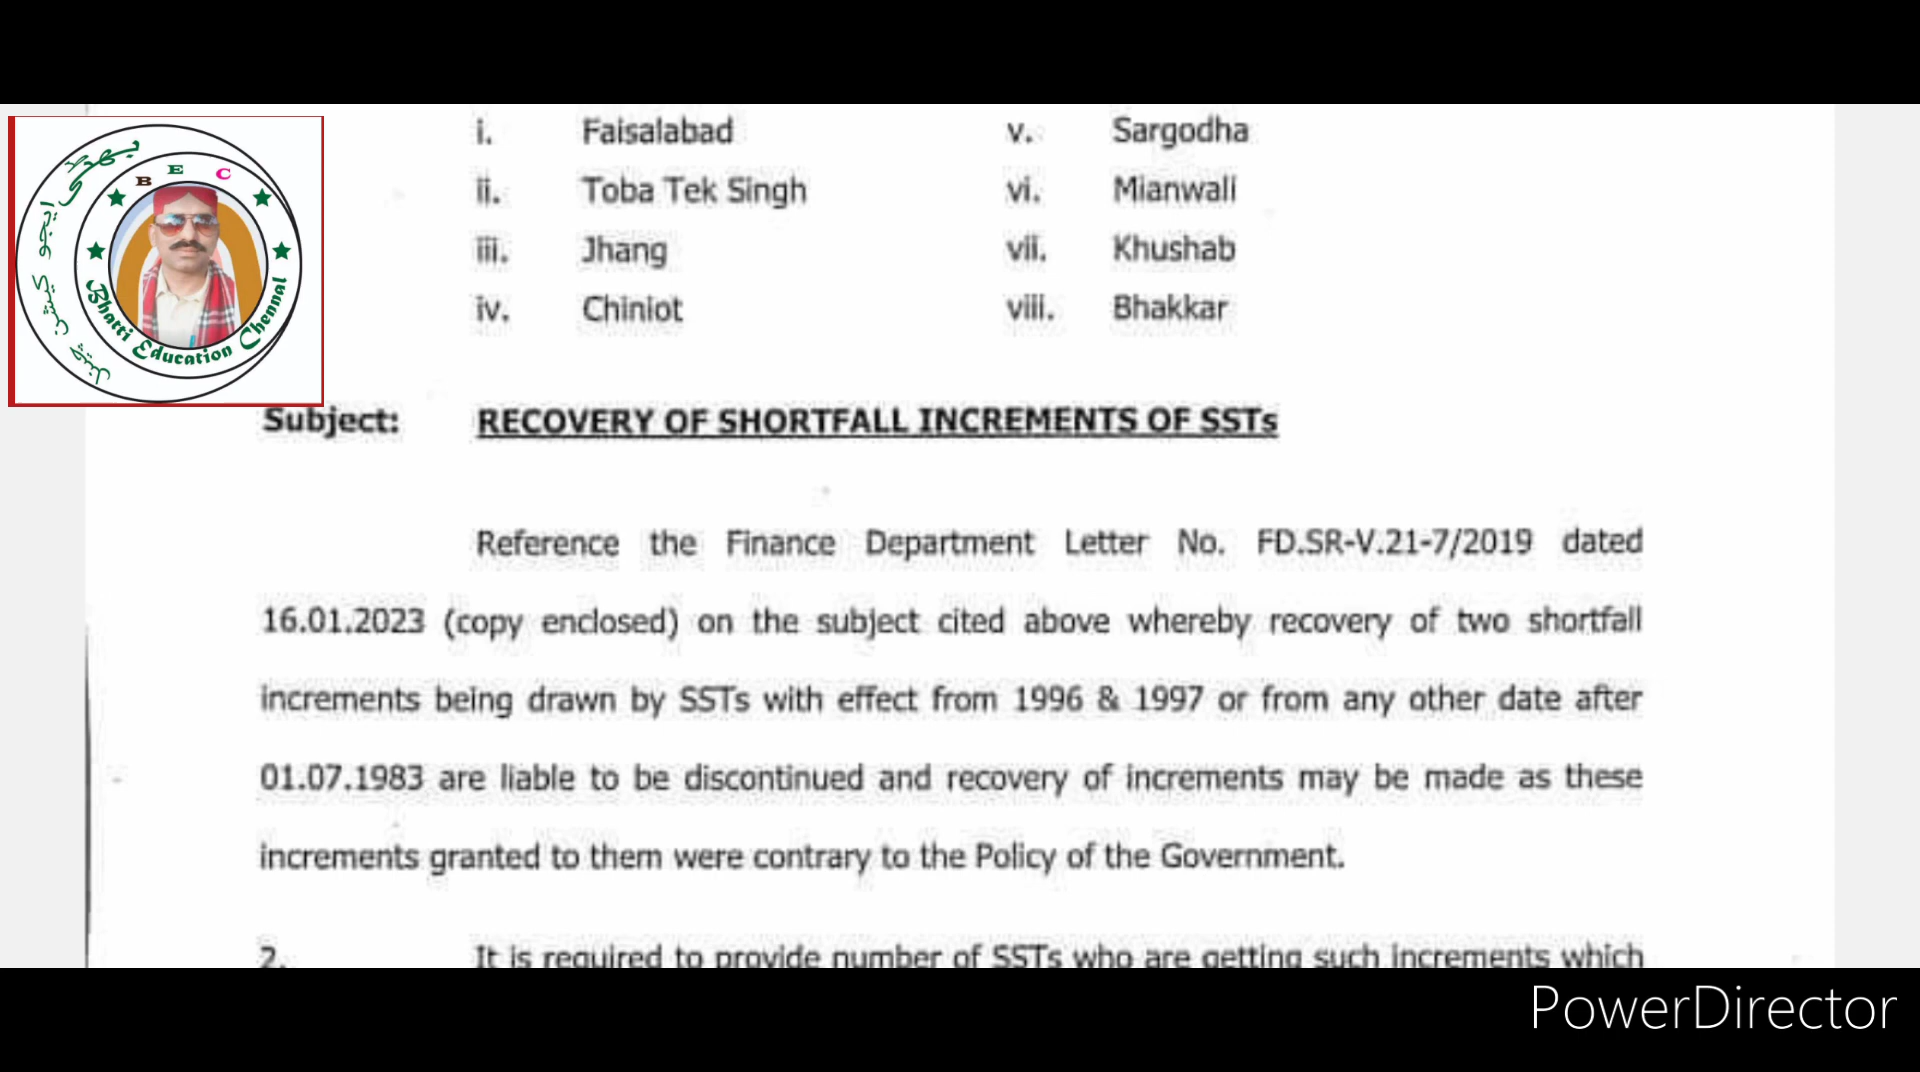 بھٹی ایجو کیشن چینل
B E C
Bhatti Education Chennal
i. Faisalabad v. Sargodha
ii. Toba Tek Singh vi. Mianwali
iii. Jhang vii. Khushab
iv. Chiniot viii. Bhakkar
Subject: RECOVERY OF SHORTFALL INCREMENTS OF SSTs
Reference the Finance Department Letter No. FD.SR-V.21-7/2019 dated
16.01.2023 (copy enclosed) on the subject cited above whereby recovery of two shortfall
increments being drawn by SSTs with effect from 1996 & 1997 or from any other date after
01.07.1983 are liable to be discontinued and recovery of increments may be made as these
increments granted to them were contrary to the Policy of the Government.
2. It is required to provide number of SSTs who are getting such increments which
PowerDirector